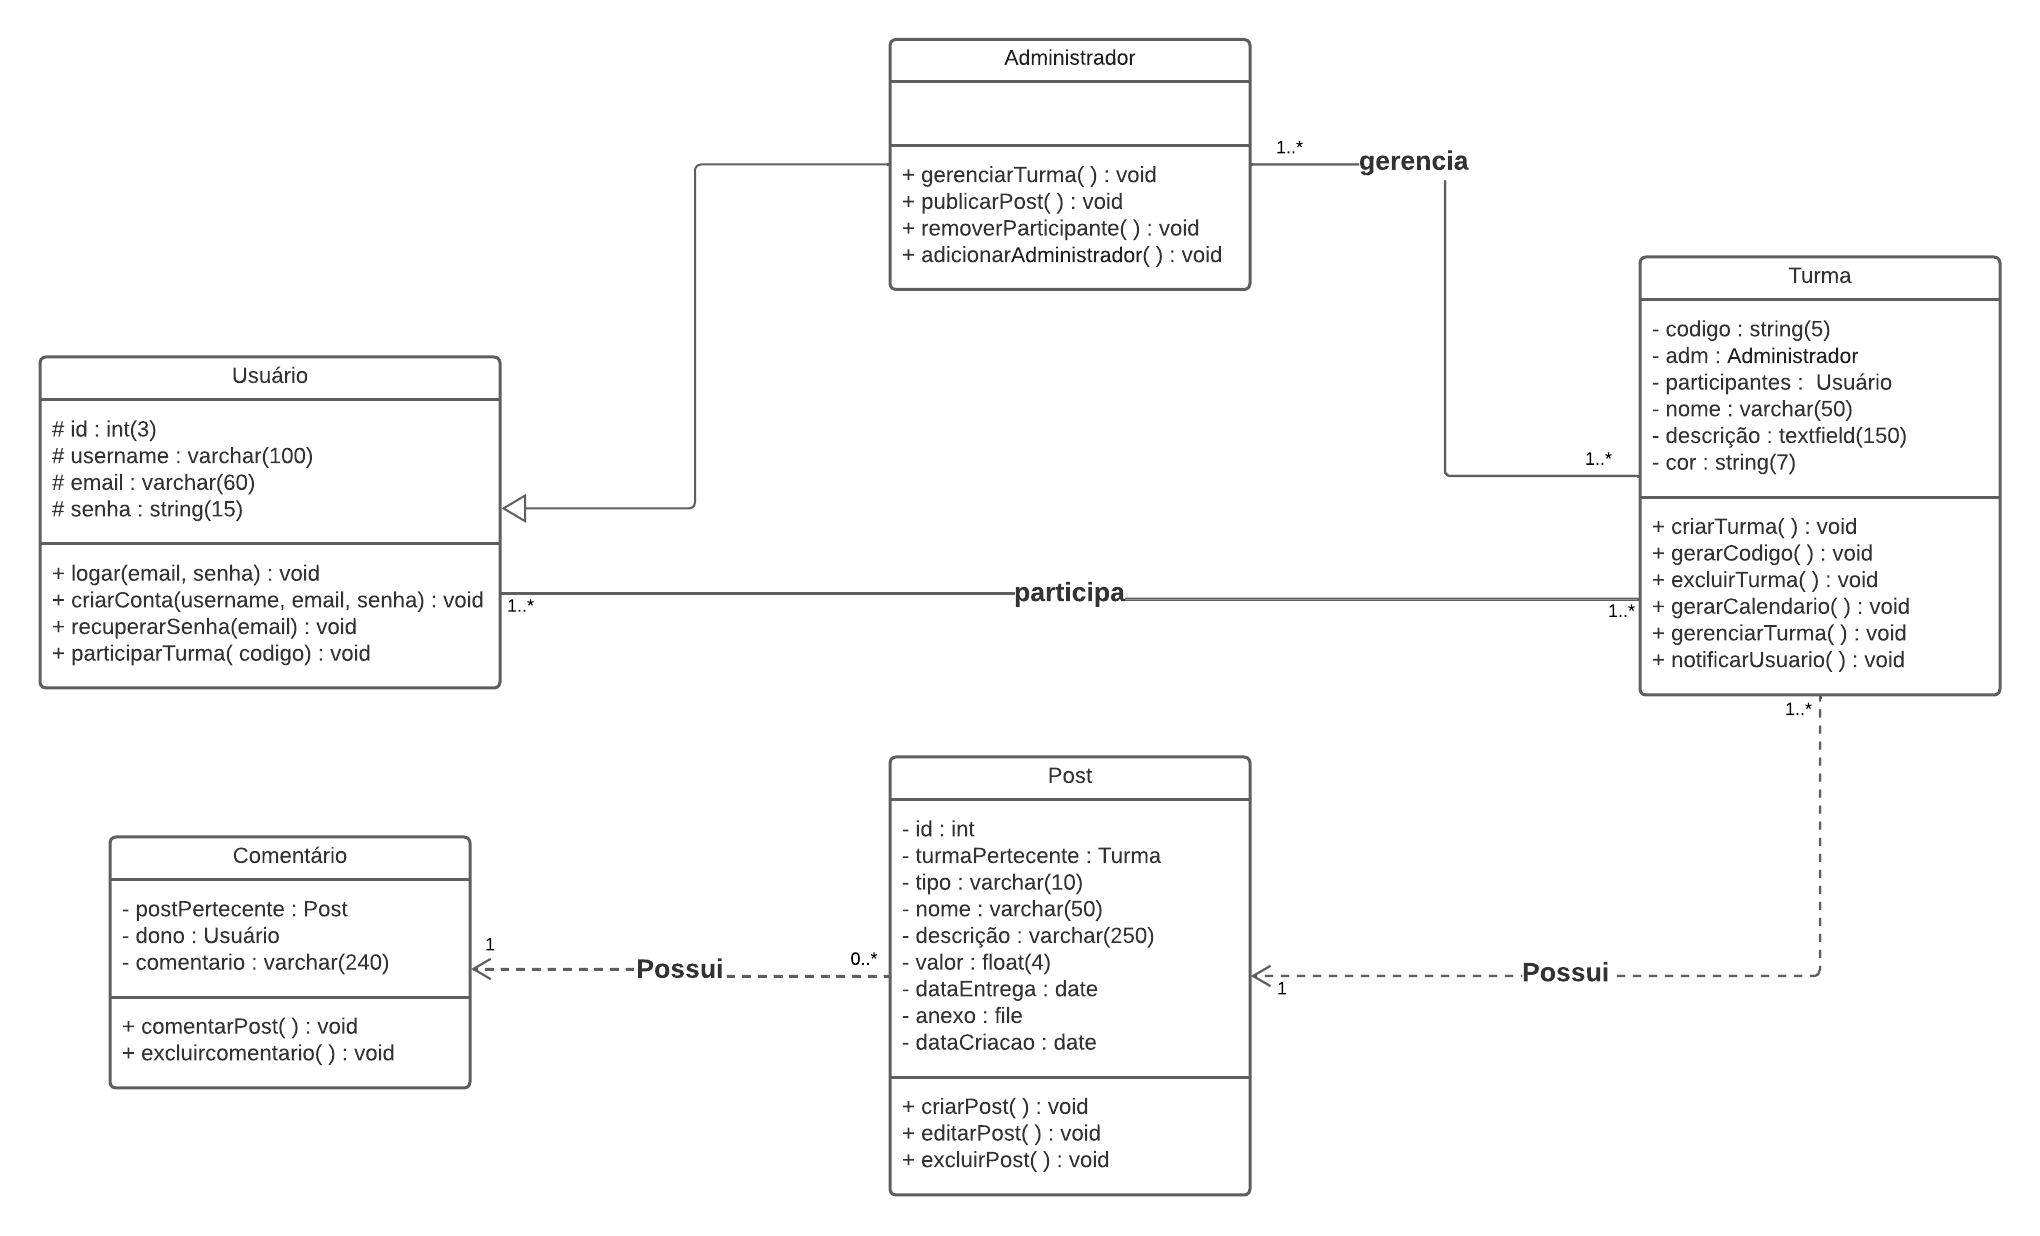 Administrador
+ gerenciarTurma( ) : void
+ publicarPost( ) : void
+ removerParticipante( ) : void
+ adicionarAdministrador( ) : void
1..*
gerencia
1..*
Turma
- codigo : string(5)
- adm : Administrador
- participantes :  Usuário
- nome : varchar(50)
- descrição : textfield(150)
- cor : string(7)
+ criarTurma( ) : void
+ gerarCodigo( ) : void
+ excluirTurma( ) : void
+ gerarCalendario( ) : void
+ gerenciarTurma( ) : void
+ notificarUsuario( ) : void
Usuário
# id : int(3)
# username : varchar(100)
# email : varchar(60)
# senha : string(15)
+ logar(email, senha) : void
+ criarConta(username, email, senha) : void
+ recuperarSenha(email) : void
+ participarTurma( codigo) : void
1..*
participa
1..*
1..*
Post
- id : int
- turmaPertecente : Turma
- tipo : varchar(10)
- nome : varchar(50)
- descrição : varchar(250)
- valor : float(4)
- dataEntrega : date
- anexo : file
- dataCriacao : date
+ criarPost( ) : void
+ editarPost( ) : void
+ excluirPost( ) : void
1
Possui
Comentário
- postPertecente : Post
- dono : Usuário
- comentario : varchar(240)
+ comentarPost( ) : void
+ excluircomentario( ) : void
1
Possui
0..*